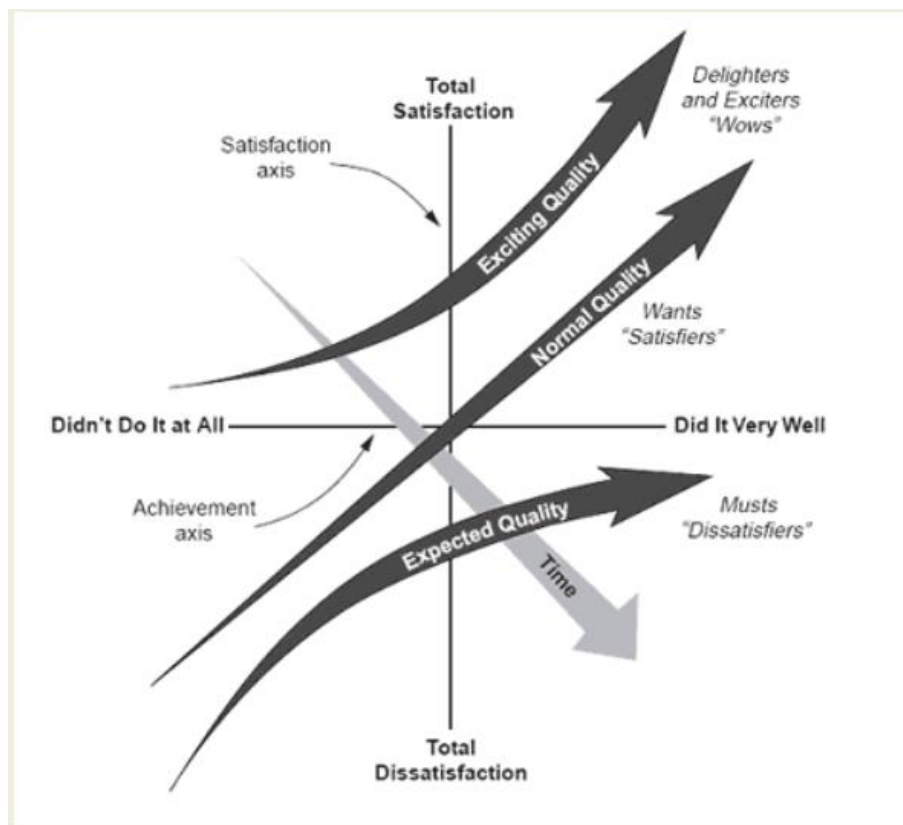 Total
Satisfaction
Delighters
and Exciters
"Wows"
Satisfaction
axis
Exciting Quality
Normal Quality
Wants
"Satisfiers"
Didn't Do It at All
Did It Very Well
Achievement
axis
Expected Quality
Musts
"Dissatisfiers"
Time
Total
Dissatisfaction